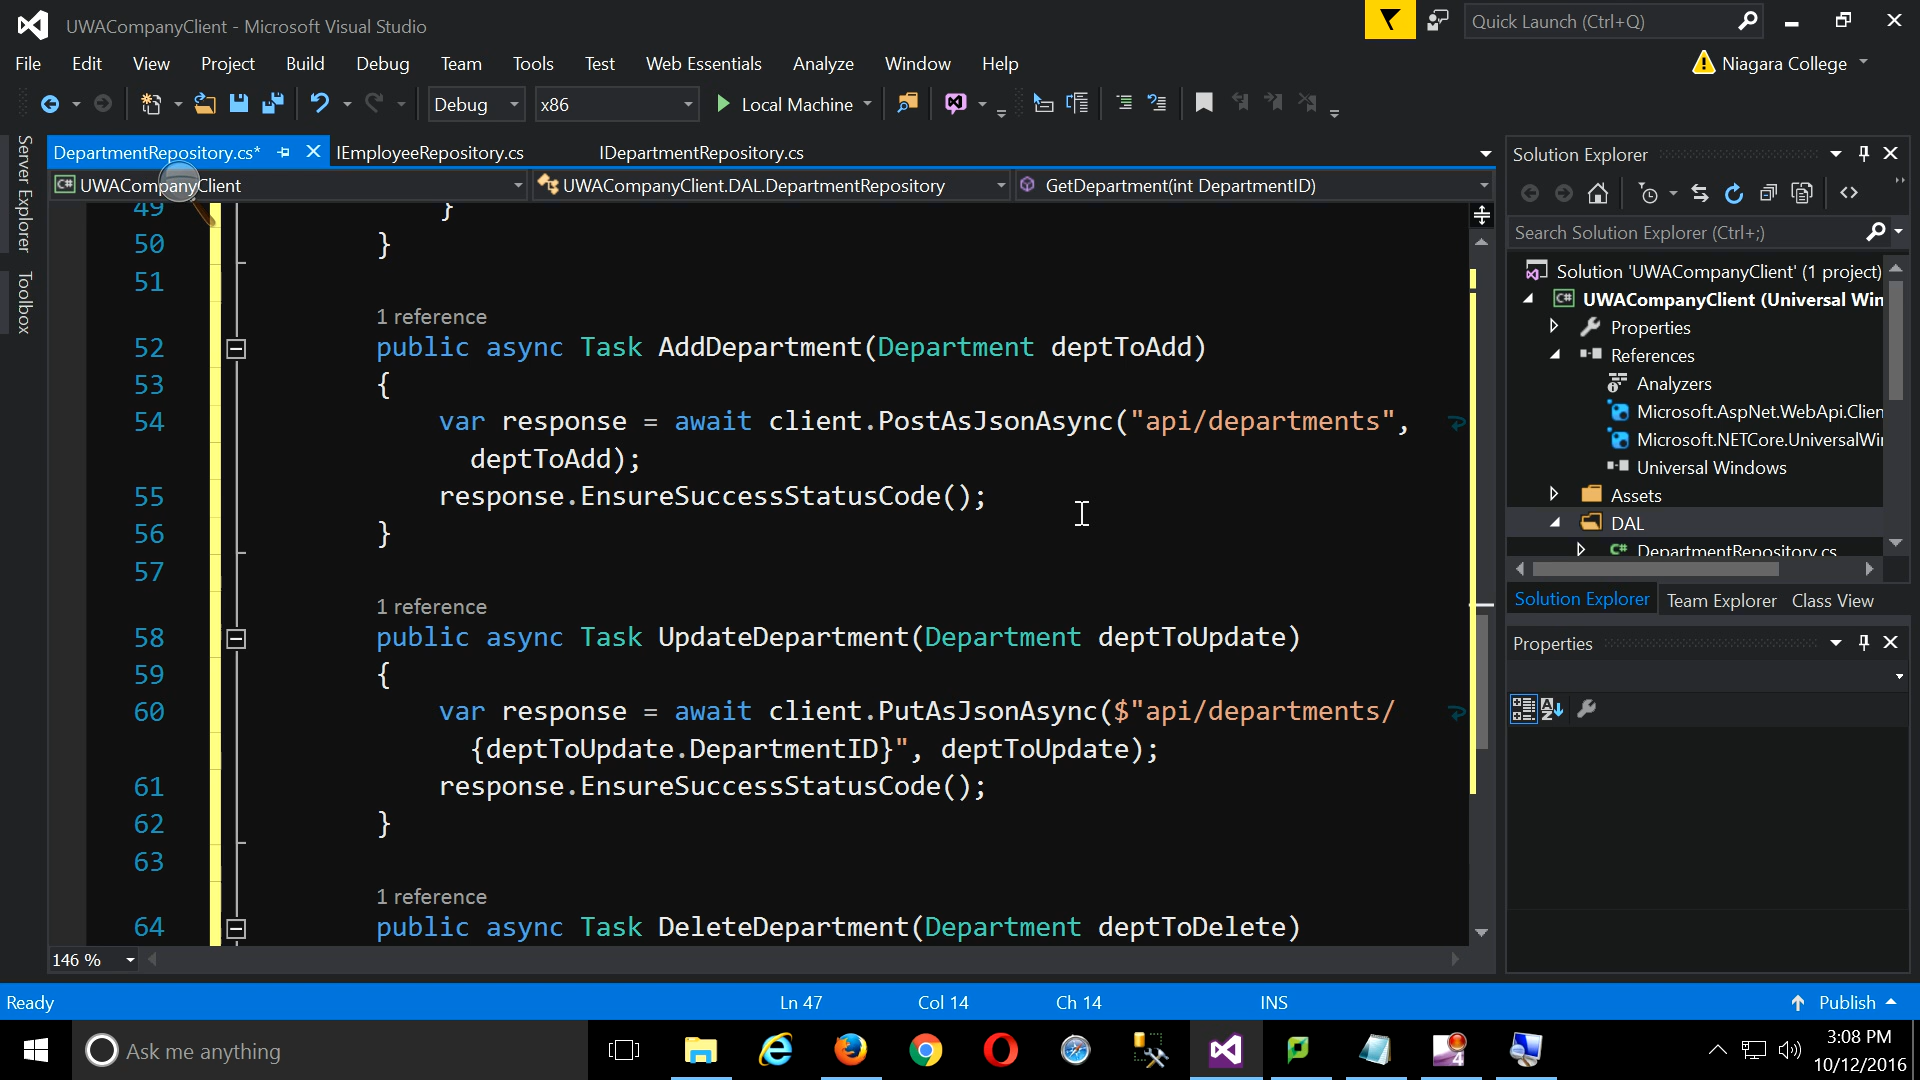 UWACompanyClient - Microsoft Visual Studio
Quick Launch (Ctrl+Q)
File Edit View Project Build Debug Team Tools Test Web Essentials Analyze Window Help
Niagara College
Debug x86 Local Machine
Server Explorer
Toolbox
DepartmentRepository.cs* IEmployeeRepository.cs IDepartmentRepository.cs
UWACompanyClient UWACompanyClient.DAL.DepartmentRepository GetDepartment(int DepartmentID)
49 }
50 }
51
1 reference
52 public async Task AddDepartment(Department deptToAdd)
53 {
54 var response = await client.PostAsJsonAsync("api/departments",
deptToAdd);
55 response.EnsureSuccessStatusCode();
56 }
57
1 reference
58 public async Task UpdateDepartment(Department deptToUpdate)
59 {
60 var response = await client.PutAsJsonAsync($"api/departments/
{deptToUpdate.DepartmentID}", deptToUpdate);
61 response.EnsureSuccessStatusCode();
62 }
63
1 reference
64 public async Task DeleteDepartment(Department deptToDelete)
146 %
Solution Explorer
Search Solution Explorer (Ctrl+;)
Solution 'UWACompanyClient' (1 project)
UWACompanyClient (Universal Win
Properties
References
Analyzers
Microsoft.AspNet.WebApi.Clien
Microsoft.NETCore.UniversalWi
Universal Windows
Assets
DAL
DepartmentRepository.cs
Solution Explorer Team Explorer Class View
Properties
Ready Ln 47 Col 14 Ch 14 INS Publish
Ask me anything
4
3:08 PM
10/12/2016